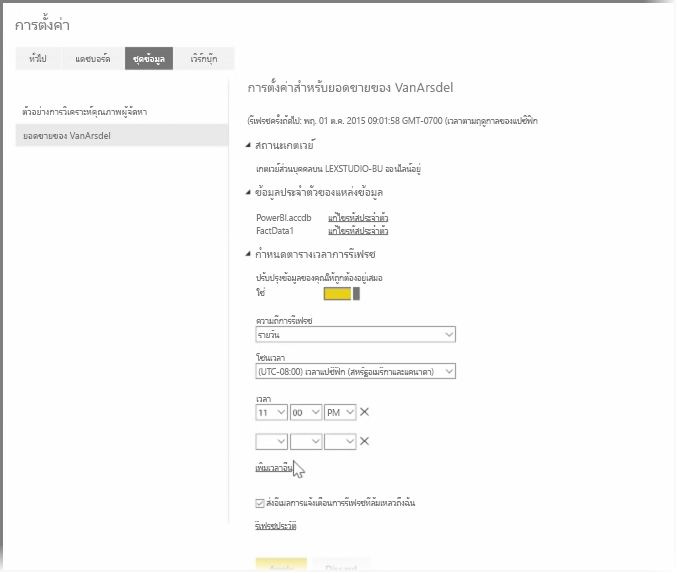 การตั้งค่า
ทั่วไป แดชบอร์ด ชุดข้อมูล เวิร์กบุ๊ก
การตั้งค่าสำหรับยอดขายของ VanArsdel
ตัวอย่างการวิเคราะห์คุณภาพผู้จัดหา
ยอดขายของ VanArsdel
(รีเฟรชครั้งถัดไป: พฤ. 01 ต.ค. 2015 09:01:58 GMT-0700 (เวลาตามฤดูกาลของแปซิฟิก
สถานะเกตเวย์
เกตเวย์ส่วนบุคคลบน LEXSTUDIO-8U ออนไลน์อยู่
ข้อมูลประจำตัวของแหล่งข้อมูล
PowerBI.accdb แก้ไขรหัสประจำตัว
FactData1 แก้ไขรหัสประจำตัว
กำหนดตารางเวลาการรีเฟรช
ปรับปรุงข้อมูลของคุณให้ถูกต้องอยู่เสมอ
ใช่
ความถี่การรีเฟรช
รายวัน
โซนเวลา
(UTC-08:00) เวลาแปซิฟิก (สหรัฐอเมริกาและแคนาดา)
เวลา
11 00 PM
เพิ่มเวลาอื่น
ส่งอีเมลการแจ้งเตือนการรีเฟรชที่ล้มเหลวถึงฉัน
รีเฟรชประวัติ
Apply Discard